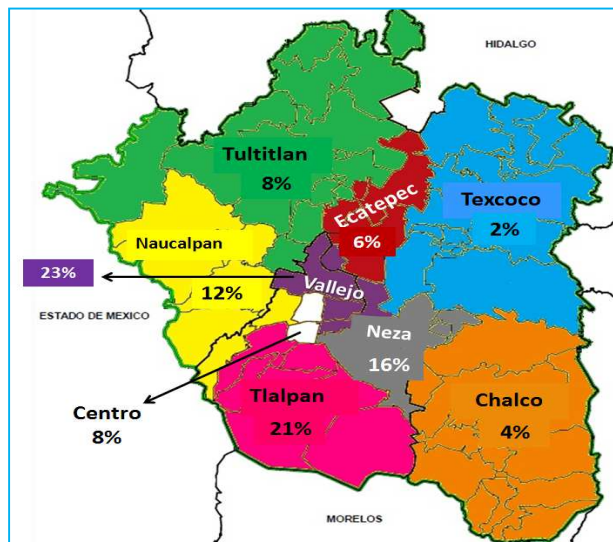 HIDALGO
Tultitlan
8%
Ecatepec
6%
Texcoco
2%
Naucalpan
12%
23%
Vallejo
ESTADO DE MEXICO
Neza
16%
Centro
8%
Tlalpan
21%
Chalco
4%
MORELOS